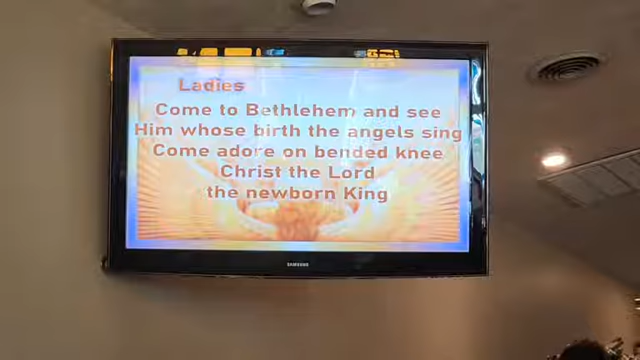 Ladies
Come to Bethlehem and see
Him whose birth the angels sing
Come adore on bended knee
Christ the Lord
the newborn King
SAMSUNG